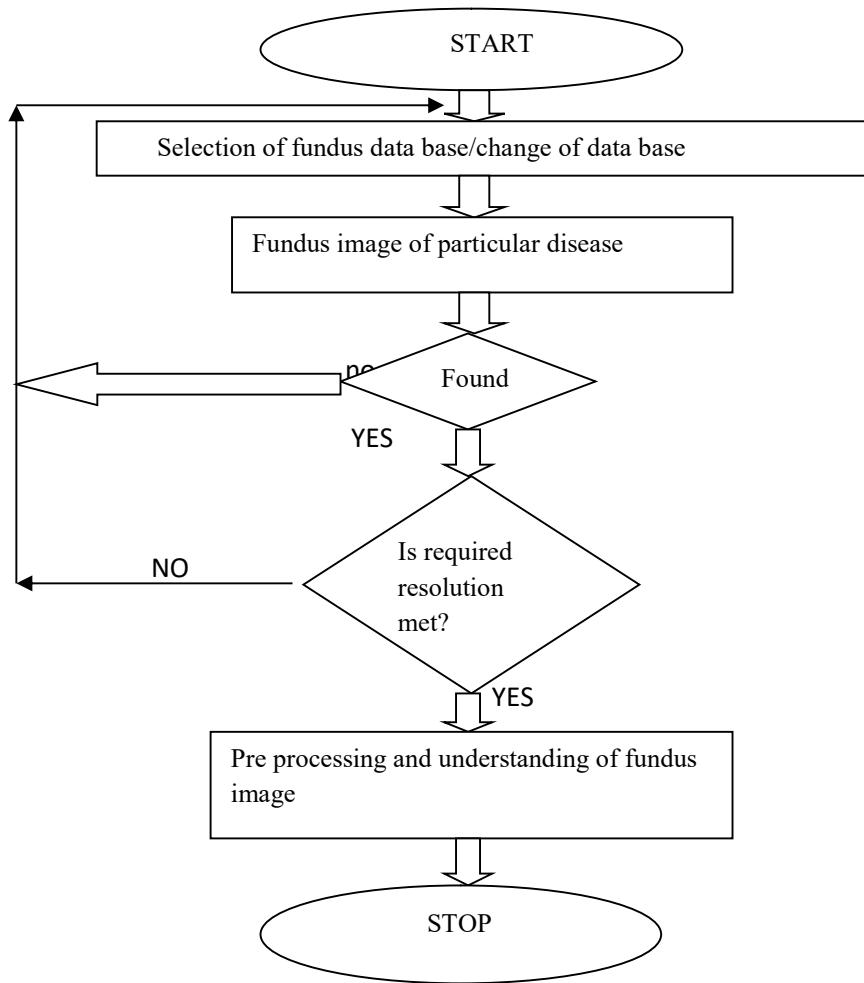 START
Selection of fundus data base/change of data base
Fundus image of particular disease
no
Found
YES
Is required
resolution
met?
NO
YES
Pre processing and understanding of fundus
image
STOP